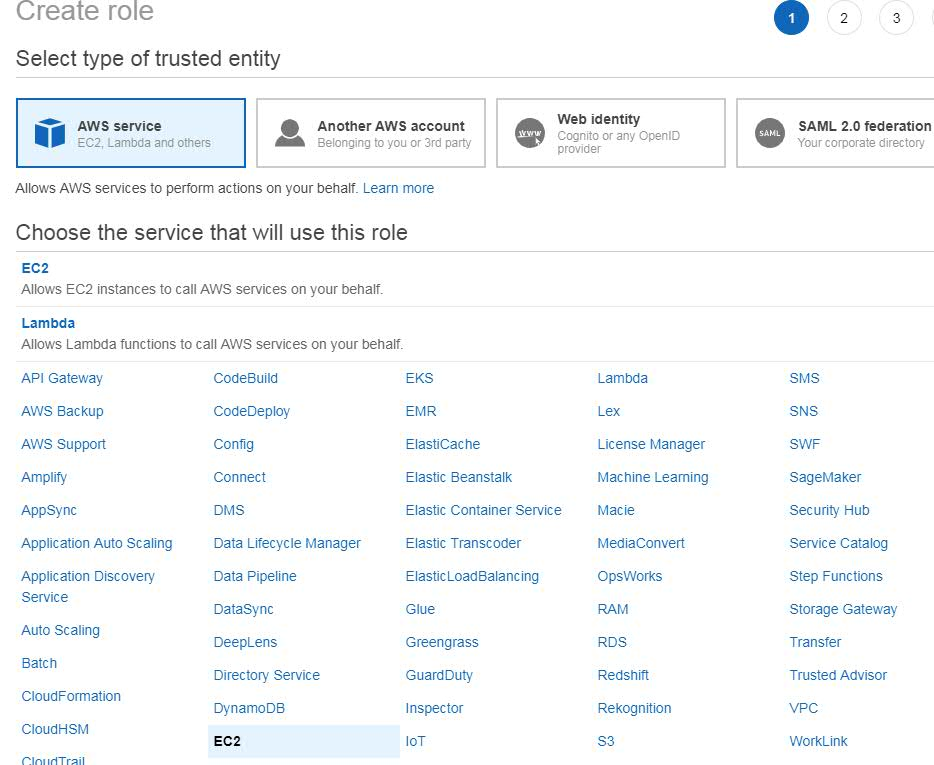 Create role
1 2 3
Select type of trusted entity
AWS service
EC2, Lambda and others
Another AWS account
Belonging to you or 3rd party
www
Web identity
Cognito or any OpenID
provider
SAML
SAML 2.0 federation
Your corporate directory
Allows AWS services to perform actions on your behalf. Learn more
Choose the service that will use this role
EC2
Allows EC2 instances to call AWS services on your behalf.
Lambda
Allows Lambda functions to call AWS services on your behalf.
API Gateway
AWS Backup
AWS Support
Amplify
AppSync
Application Auto Scaling
Application Discovery
Service
Auto Scaling
Batch
CloudFormation
CloudHSM
CloudTrail
CodeBuild
CodeDeploy
Config
Connect
DMS
Data Lifecycle Manager
Data Pipeline
DataSync
DeepLens
Directory Service
DynamoDB
EC2
EKS
EMR
ElastiCache
Elastic Beanstalk
Elastic Container Service
Elastic Transcoder
ElasticLoadBalancing
Glue
Greengrass
GuardDuty
Inspector
IoT
Lambda
Lex
License Manager
Machine Learning
Macie
MediaConvert
OpsWorks
RAM
RDS
Redshift
Rekognition
S3
SMS
SNS
SWF
SageMaker
Security Hub
Service Catalog
Step Functions
Storage Gateway
Transfer
Trusted Advisor
VPC
WorkLink